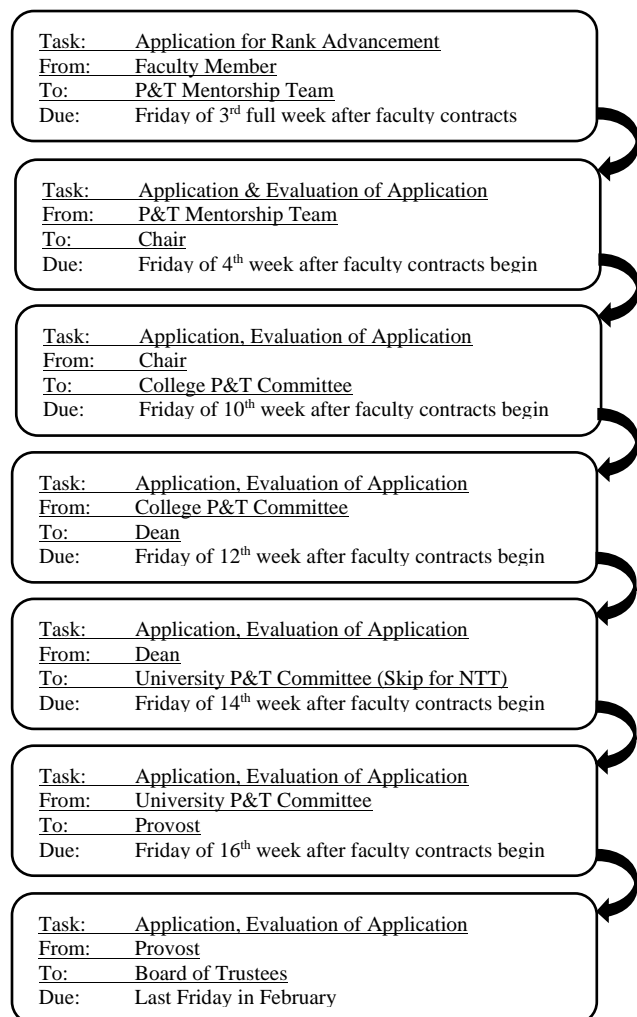 Task: Application for Rank Advancement
From: Faculty Member
To: P&T Mentorship Team
Due: Friday of 3rd full week after faculty contracts
Task: Application & Evaluation of Application
From: P&T Mentorship Team
To: Chair
Due: Friday of 4th week after faculty contracts begin
Task: Application, Evaluation of Application
From: Chair
To: College P&T Committee
Due: Friday of 10th week after faculty contracts begin
Task: Application, Evaluation of Application
From: College P&T Committee
To: Dean
Due: Friday of 12th week after faculty contracts begin
Task: Application, Evaluation of Application
From: Dean
To: University P&T Committee (Skip for NTT)
Due: Friday of 14th week after faculty contracts begin
Task: Application, Evaluation of Application
From: University P&T Committee
To: Provost
Due: Friday of 16th week after faculty contracts begin
Task: Application, Evaluation of Application
From: Provost
To: Board of Trustees
Due: Last Friday in February